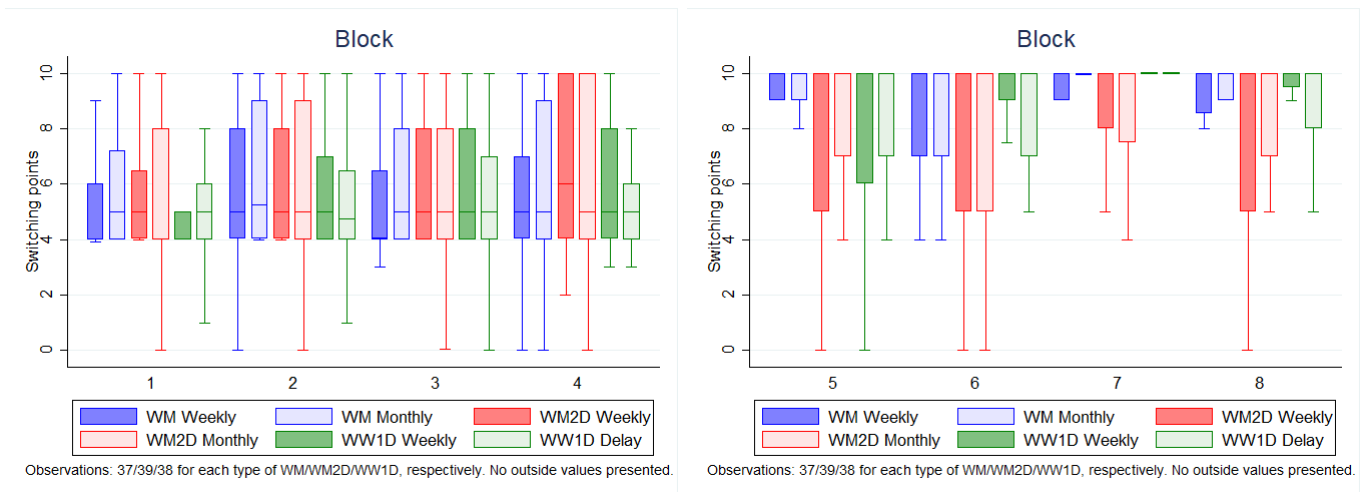 Block
Switching points
10
8
6
4
2
0
1 2 3 4
WM Weekly WM Monthly WM2D Weekly
WM2D Monthly WW1D Weekly WW1D Delay
Observations: 37/39/38 for each type of WM/WM2D/WW1D, respectively. No outside values presented.
Block
Switching points
10
8
6
4
2
0
5 6 7 8
WM Weekly WM Monthly WM2D Weekly
WM2D Monthly WW1D Weekly WW1D Delay
Observations: 37/39/38 for each type of WM/WM2D/WW1D, respectively. No outside values presented.